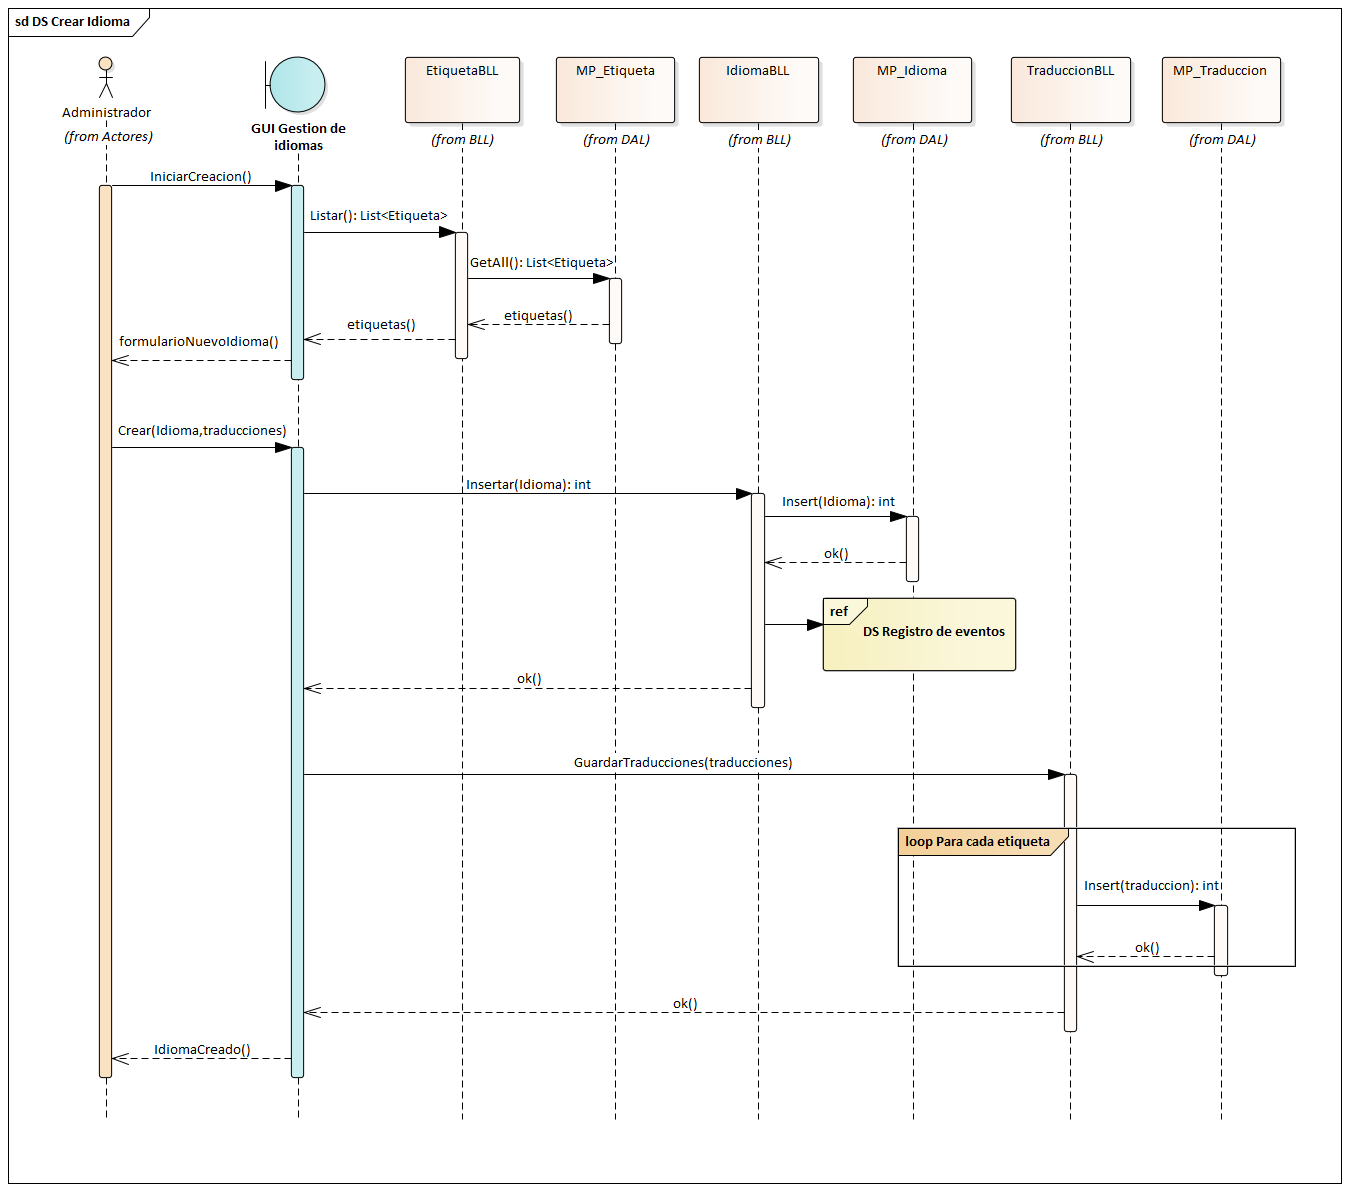 sd DS Crear Idioma
Administrador
(from Actores)
GUI Gestion de
idiomas
EtiquetaBLL
(from BLL)
MP_Etiqueta
(from DAL)
IdiomaBLL
(from BLL)
MP_Idioma
(from DAL)
TraduccionBLL
(from BLL)
MP_Traduccion
(from DAL)
IniciarCreacion()
Listar(): List<Etiqueta>
GetAll(): List<Etiqueta>
etiquetas()
etiquetas()
formularioNuevoIdioma()
Crear(Idioma,traducciones)
Insertar(Idioma): int
Insert(Idioma): int
ok()
ref
DS Registro de eventos
ok()
GuardarTraducciones(traducciones)
loop Para cada etiqueta
Insert(traduccion): int
ok()
ok()
IdiomaCreado()